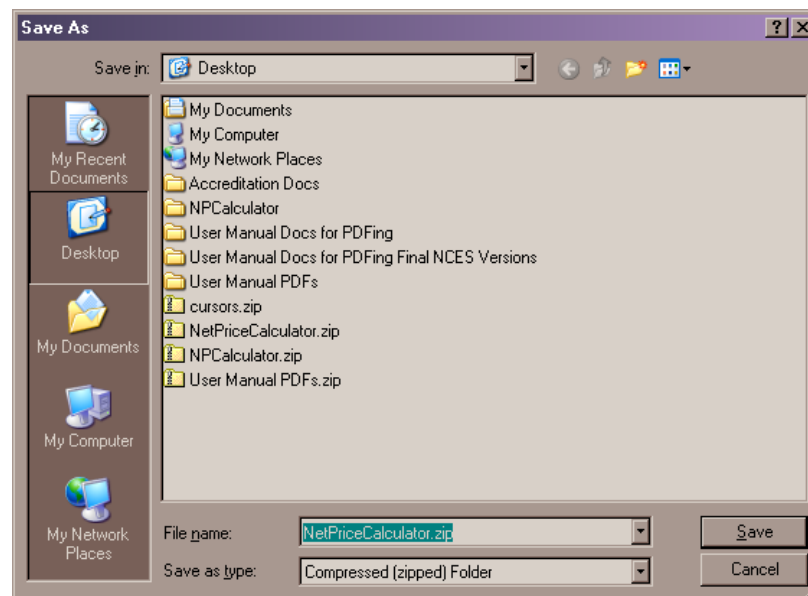 Save As
Save in: Desktop
My Recent
Documents
Desktop
My Documents
My Computer
My Network
Places
My Documents
My Computer
My Network Places
Accreditation Docs
NPCalculator
User Manual Docs for PDFing
User Manual Docs for PDFing Final NCES Versions
User Manual PDFs
cursors.zip
NetPriceCalculator.zip
NPCalculator.zip
User Manual PDFs.zip
File name: NetPriceCalculator.zip Save
Save as type: Compressed (zipped) Folder Cancel